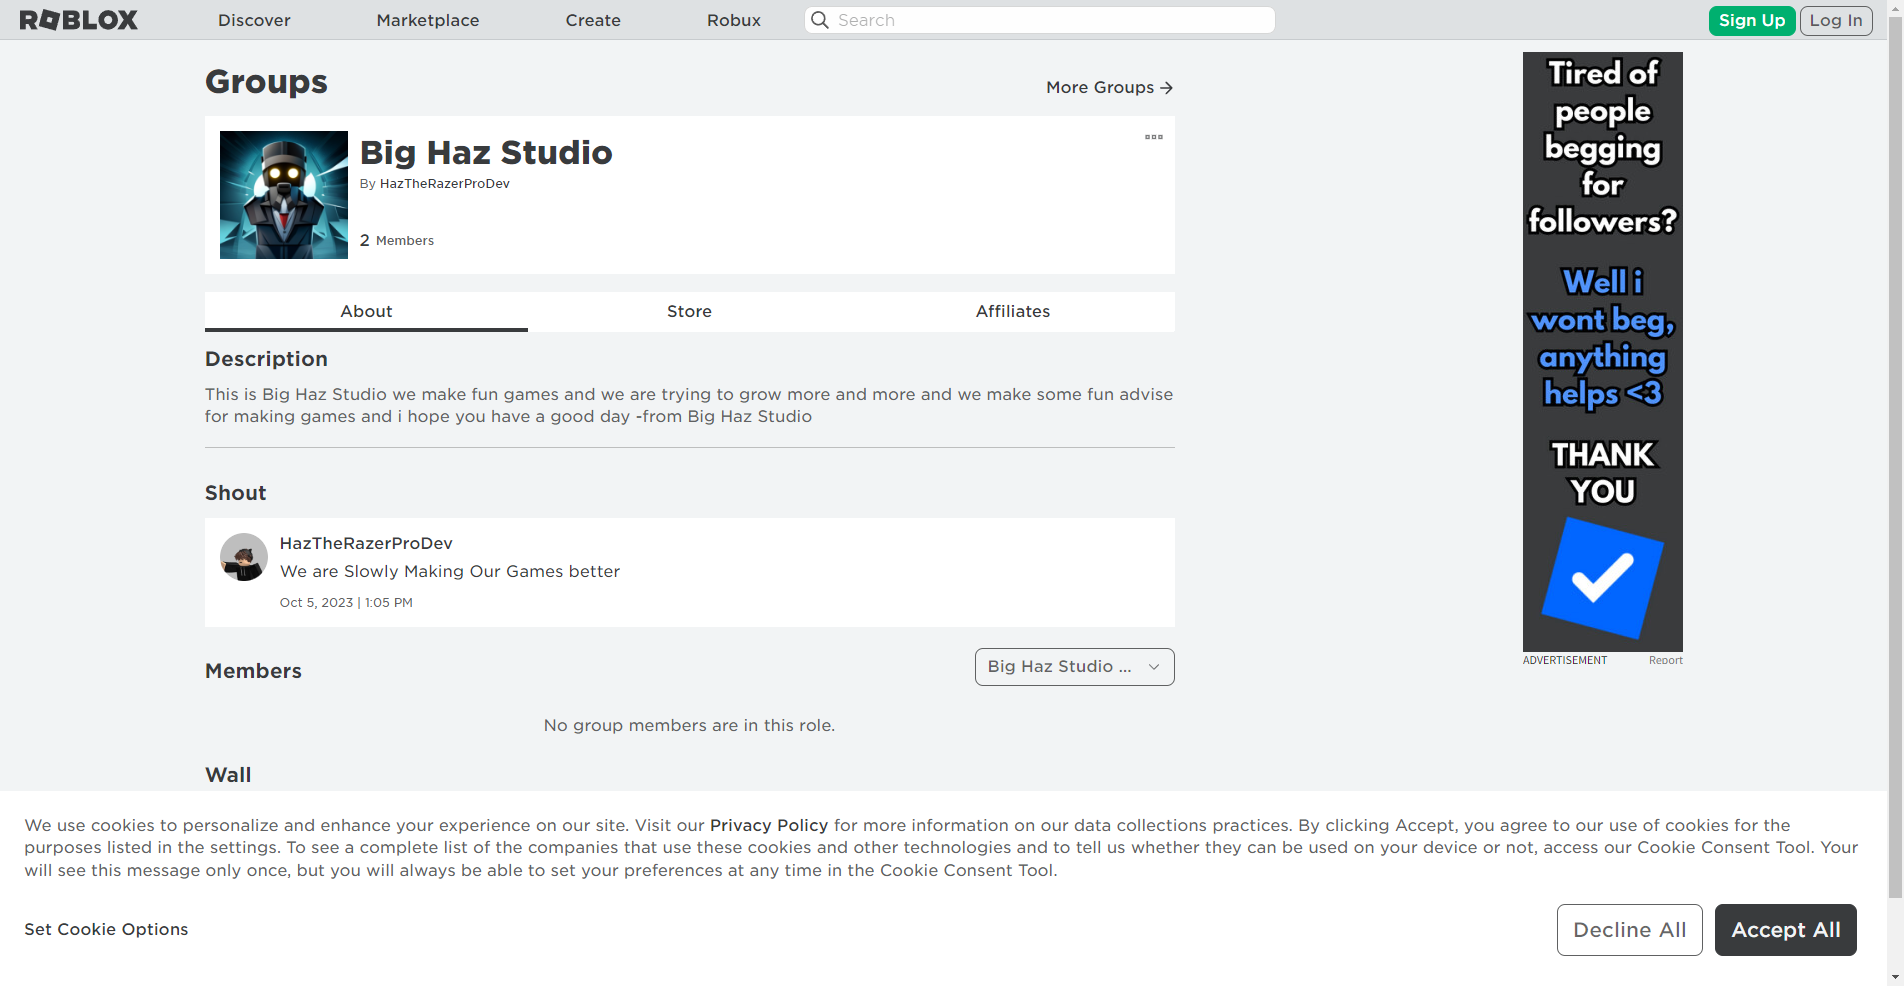 ROBLOX
Discover
Marketplace
Create
Robux
Search
Sign Up
Log In
Groups
More Groups
Big Haz Studio
By HazTheRazerProDev
2 Members
About
Store
Affiliates
Description
This is Big Haz Studio we make fun games and we are trying to grow more and more and we make some fun advise
for making games and i hope you have a good day -from Big Haz Studio
Shout
HazTheRazerProDev
We are Slowly Making Our Games better
Oct 5, 2023 | 1:05 PM
Members
Big Haz Studio ...
No group members are in this role.
Wall
Tired of
people
begging
for
followers?
Well i
wont beg,
anything
helps <3
THANK
YOU
ADVERTISEMENT
Report
We use cookies to personalize and enhance your experience on our site. Visit our Privacy Policy for more information on our data collections practices. By clicking Accept, you agree to our use of cookies for the
purposes listed in the settings. To see a complete list of the companies that use these cookies and other technologies and to tell us whether they can be used on your device or not, access our Cookie Consent Tool. Your
will see this message only once, but you will always be able to set your preferences at any time in the Cookie Consent Tool.
Set Cookie Options
Decline All
Accept All